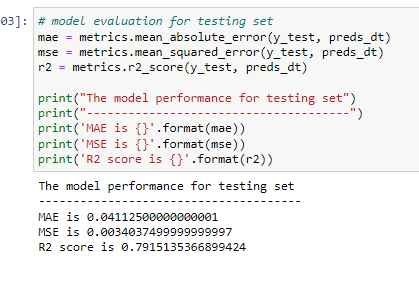 03]: # model evaluation for testing set
mae = metrics.mean_absolute_error(y_test, preds_dt)
mse = metrics.mean_squared_error(y_test, preds_dt)
r2 = metrics.r2_score(y_test, preds_dt)
print("The model performance for testing set")
print("-------------------------------------")
print('MAE is {}'.format(mae))
print('MSE is {}'.format(mse))
print('R2 score is {}'.format(r2))
The model performance for testing set
-------------------------------------
MAE is 0.04112500000000001
MSE is 0.0034037499999999997
R2 score is 0.7915135366899424